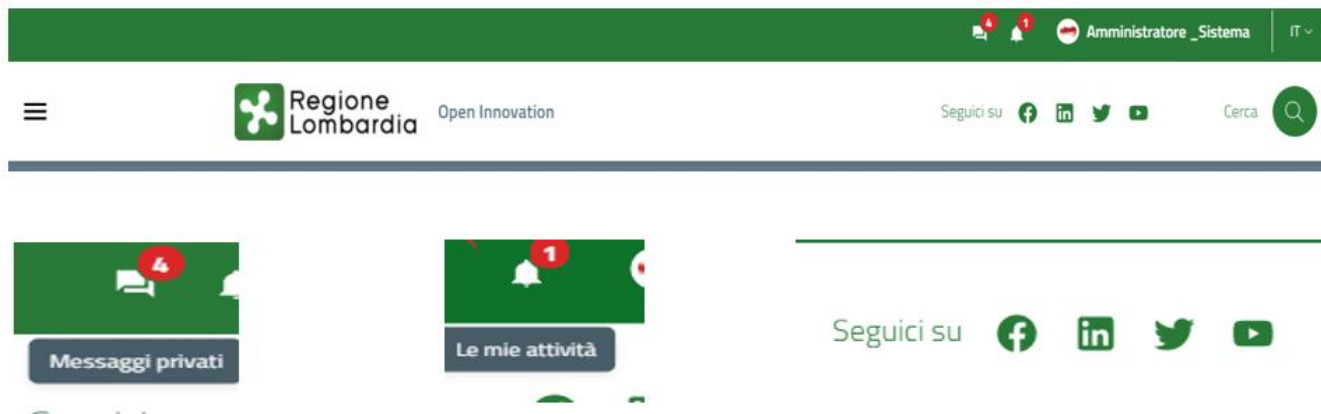 4 1 Amministratore _Sistema IT
Regione
Lombardia
Open Innovation
Seguici su
Cerca
4
Messaggi privati
1
Le mie attività
Seguici su